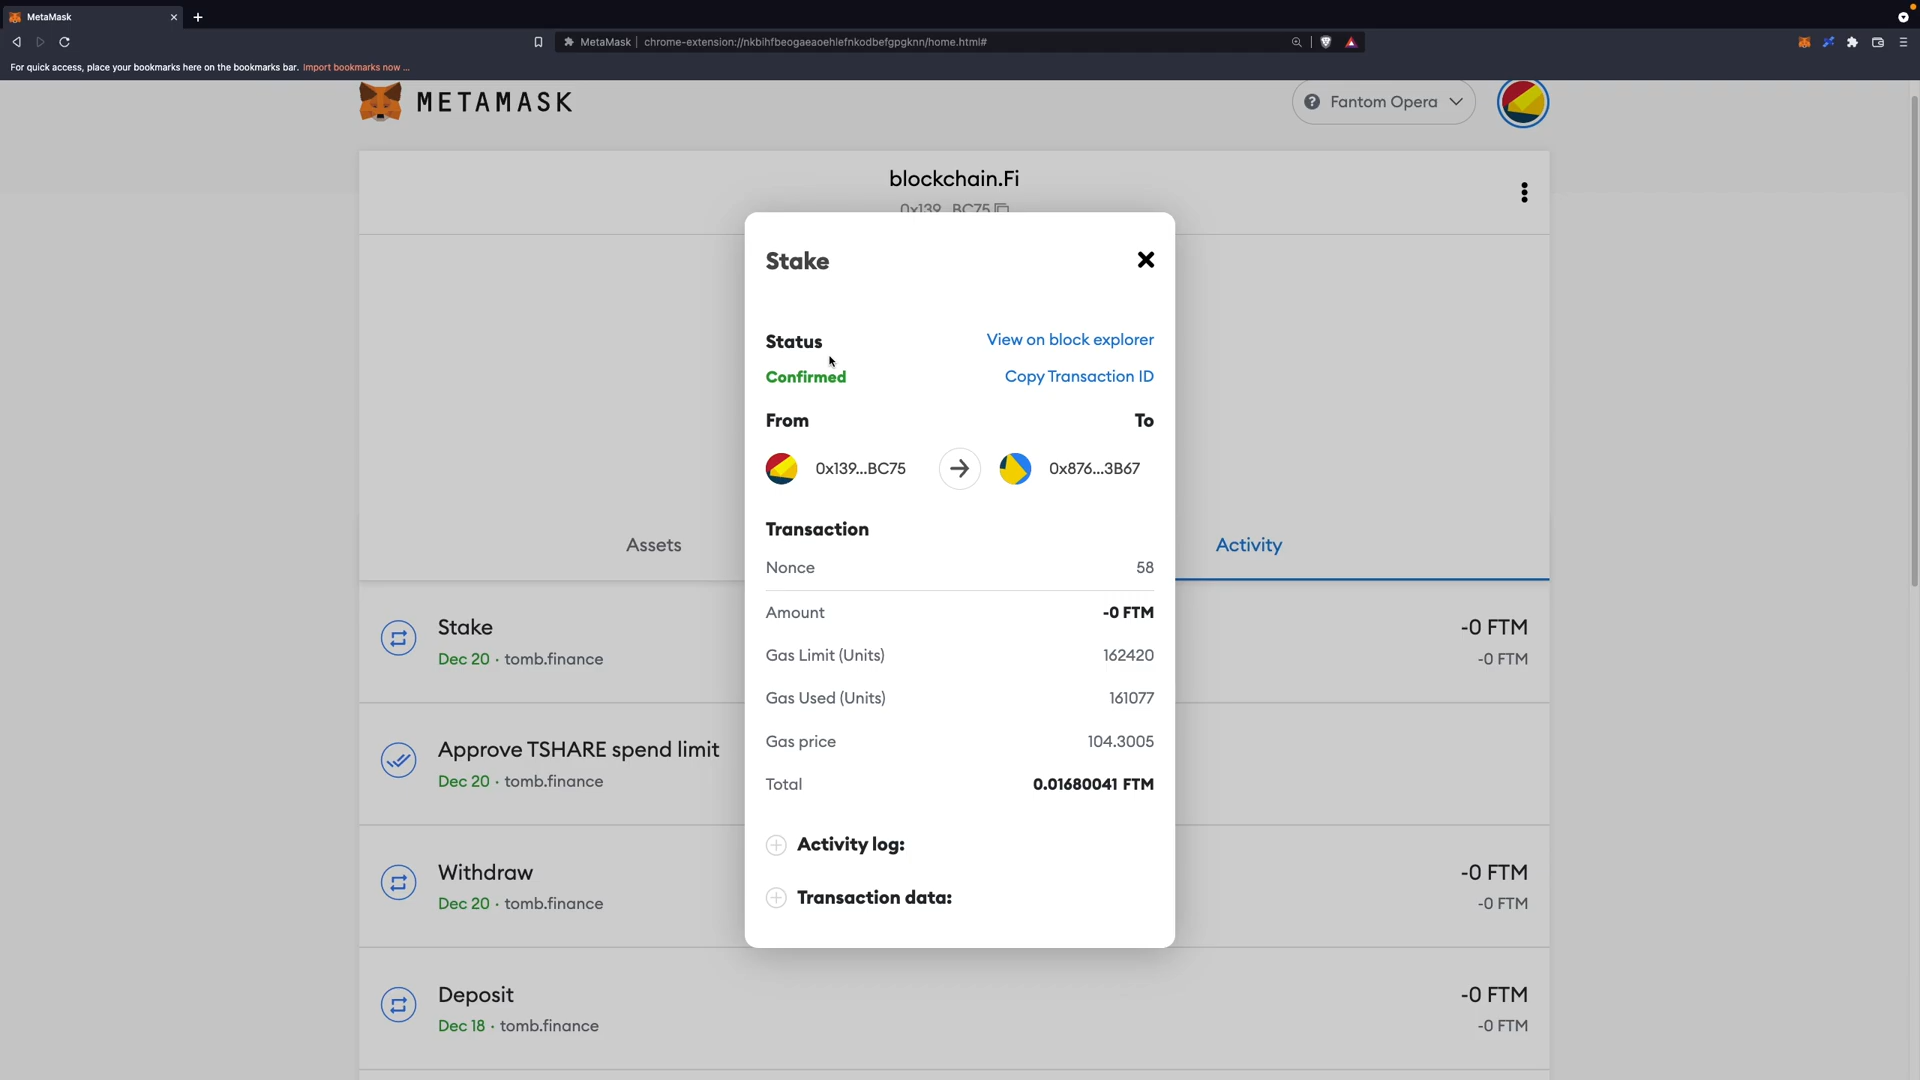 MetaMask
MetaMask | chrome-extension://nkbihfbeogaeaoehlefnkodbefgpgknn/home.html#
For quick access, place your bookmarks here on the bookmarks bar. Import bookmarks now ...
METAMASK
? Fantom Opera
blockchain.Fi
0x139...BC75
Stake
Status
View on block explorer
Confirmed
Copy Transaction ID
From
To
0x139...BC75
0x876...3B67
Transaction
Nonce
58
Amount
-0 FTM
Gas Limit (Units)
162420
Gas Used (Units)
161077
Gas price
104.3005
Total
0.01680041 FTM
Activity log:
Transaction data:
Assets
Activity
Stake
-0 FTM
Dec 20 · tomb.finance
-0 FTM
Approve TSHARE spend limit
Dec 20 · tomb.finance
Withdraw
-0 FTM
Dec 20 · tomb.finance
-0 FTM
Deposit
-0 FTM
Dec 18 · tomb.finance
-0 FTM